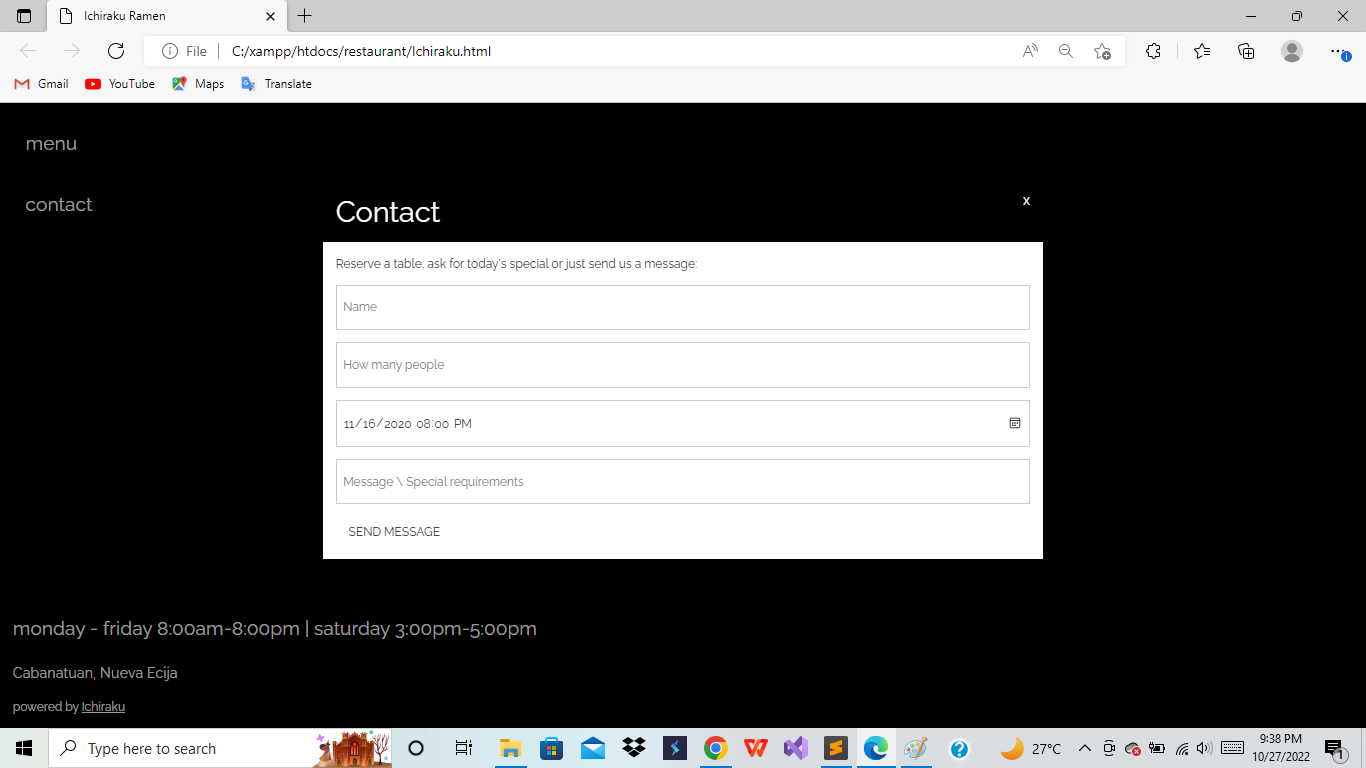 Ichiraku Ramen
File
C:/xampp/htdocs/restaurant/Ichiraku.html
Gmail
YouTube
Maps
Translate
menu
contact
Contact
x
Reserve a table, ask for today's special or just send us a message:
Name
How many people
11/16/2020 08:00 PM
Message \ Special requirements
SEND MESSAGE
monday - friday 8:00am-8:00pm | saturday 3:00pm-5:00pm
Cabanatuan, Nueva Ecija
powered by Ichiraku
Type here to search
27°C
9:38 PM
10/27/2022
1